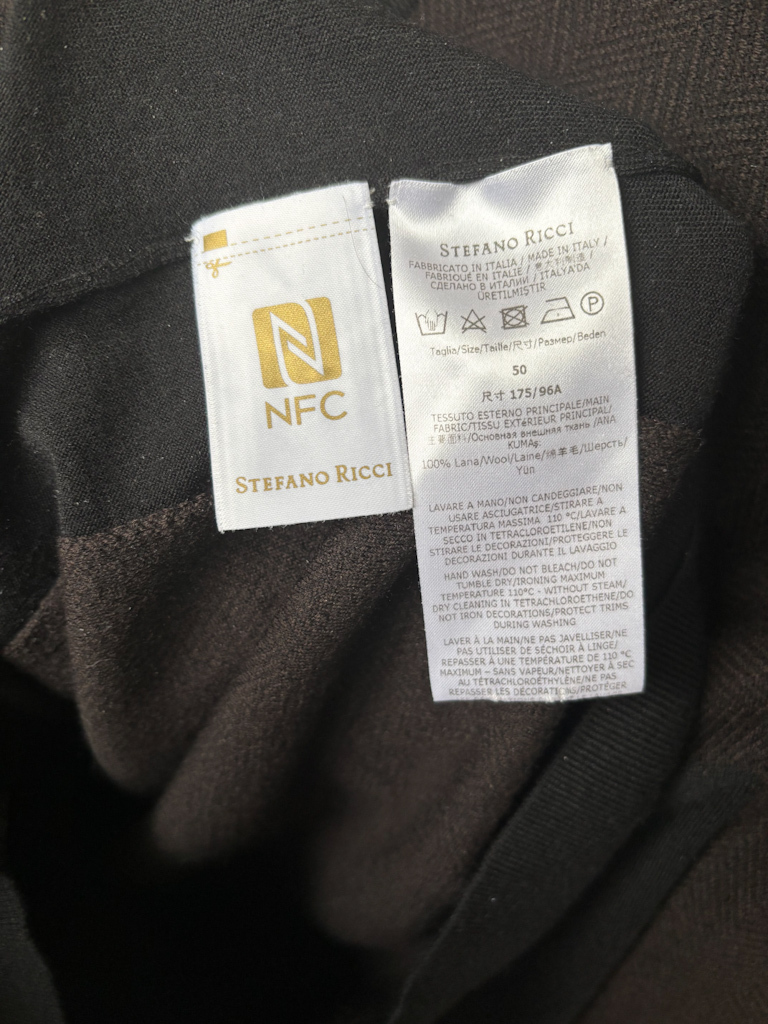 NFC
STEFANO RICCI
STEFANO RICCI
FABBRICATO IN ITALIA / MADE IN ITALY /
FABRIQUÉ EN ITALIE / 意大利制造 /
СДЕЛАНО В ИТАЛИИ / ITALYA'DA
ÜRETILMIŞTIR
P
Taglia/Size/Taille/尺寸/Размер/Beden
50
尺寸 175/96A
TESSUTO ESTERNO PRINCIPALE/MAIN
FABRIC/TISSU EXTéRIEUR PRINCIPAL/
主要面料/Основная внешняя ткань /ANA
KUMAş:
100% Lana/Wool/Laine/绵羊毛/Шерсть/
Yün
LAVARE A MANO/NON CANDEGGIARE/NON
USARE ASCIUGATRICE/STIRARE A
TEMPERATURA MASSIMA 110 °C/LAVARE A
SECCO IN TETRACLOROETILENE/NON
STIRARE LE DECORAZIONI/PROTEGGERE LE
DECORAZIONI DURANTE IL LAVAGGIO
HAND WASH/DO NOT BLEACH/DO NOT
TUMBLE DRY/IRONING MAXIMUM
TEMPERATURE 110°C - WITHOUT STEAM/
DRY CLEANING IN TETRACHLOROETHENE/DO
NOT IRON DECORATIONS/PROTECT TRIMS
DURING WASHING
LAVER À LA MAIN/NE PAS JAVELLISER/NE
PAS UTILISER DE SÉCHOIR À LINGE/
REPASSER À UNE TEMPÉRATURE DE 110 °C
MAXIMUM – SANS VAPEUR/NETTOYER À SEC
AU TÉTRACHLOROÉTHYLÈNE/NE PAS
REPASSER LES DÉCORATIONS/PROTÉGER